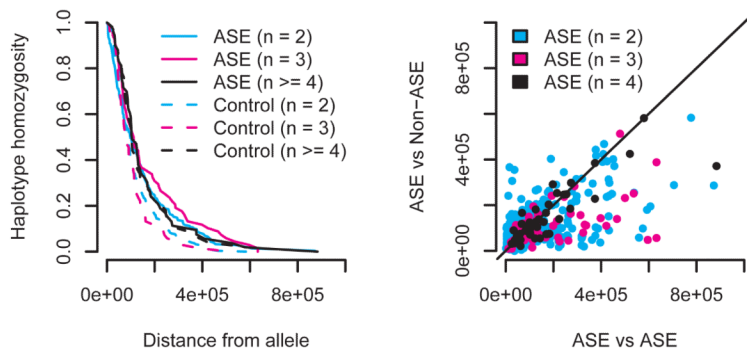 Haplotype homozygosity
1.0
0.8
0.6
0.4
0.2
0.0
ASE (n = 2)
ASE (n = 3)
ASE (n >= 4)
Control (n = 2)
Control (n = 3)
Control (n >= 4)
0e+00 4e+05 8e+05
Distance from allele
ASE vs Non−ASE
8e+05
4e+05
0e+00
ASE (n = 2)
ASE (n = 3)
ASE (n = 4)
0e+00 4e+05 8e+05
ASE vs ASE